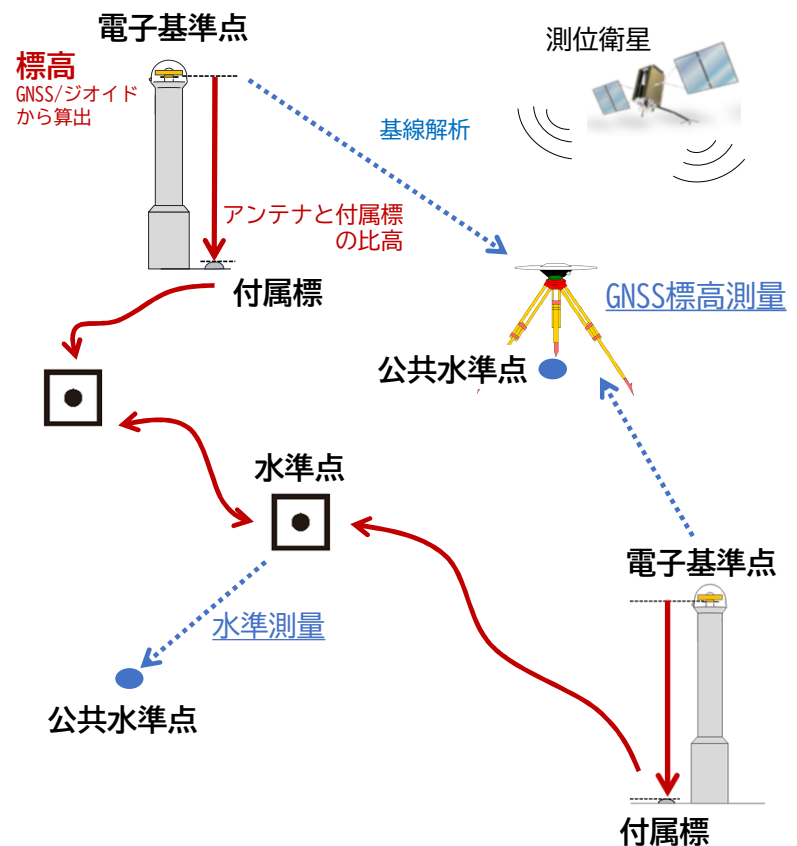 電子基準点
測位衛星
標高
GNSS/ジオイド
から算出
基線解析
アンテナと付属標
の比高
付属標
GNSS標高測量
公共水準点
水準点
電子基準点
水準測量
公共水準点
付属標